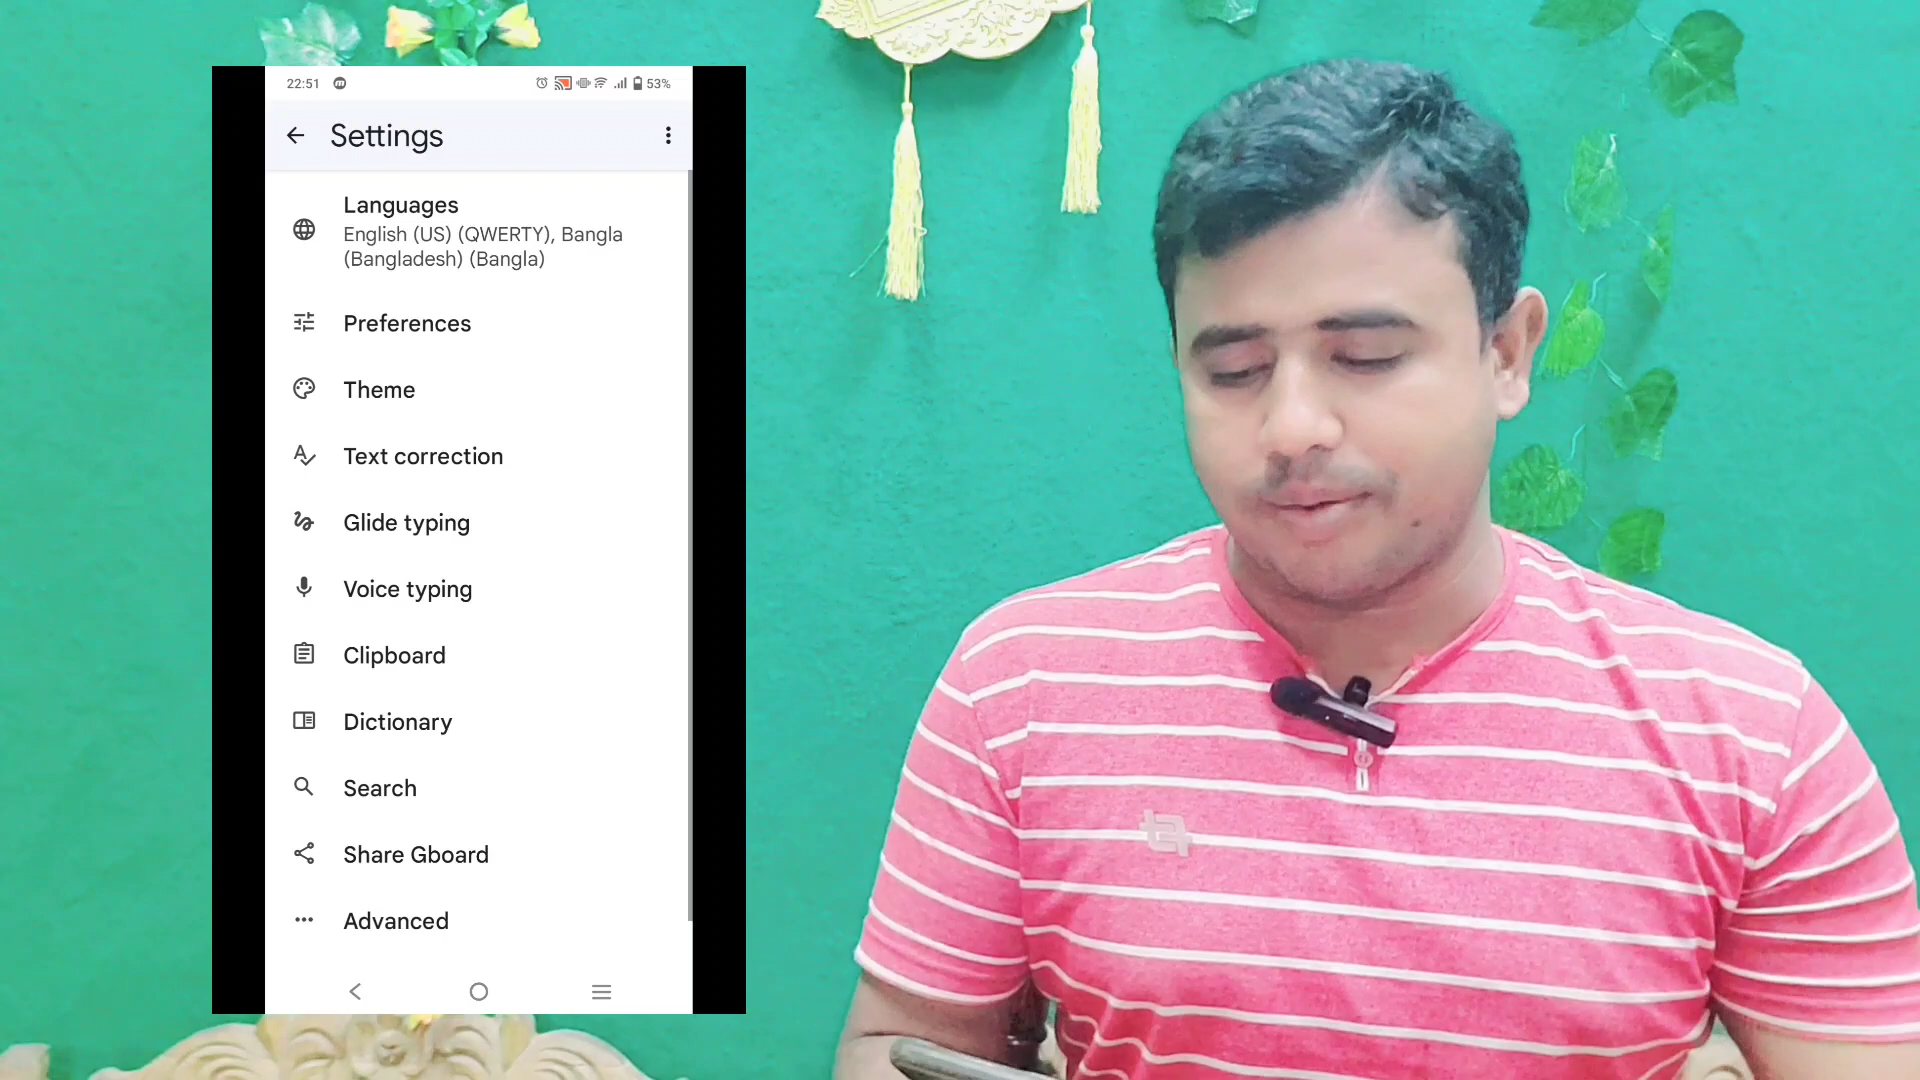 22:51
53%
Settings
Languages
English (US) (QWERTY), Bangla
(Bangladesh) (Bangla)
Preferences
Theme
Text correction
Glide typing
Voice typing
Clipboard
Dictionary
Search
Share Gboard
Advanced